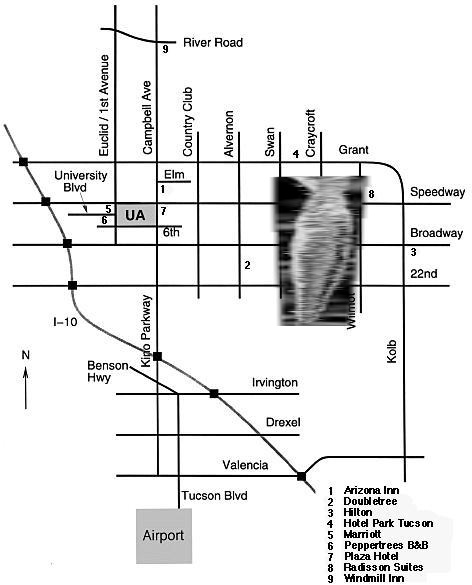 9
River Road
Euclid / 1st Avenue
Campbell Ave
Country Club
Alvernon
Swan
Craycroft
4
Grant
Elm
1
University
Blvd
5
UA
7
6
6th
8
Speedway
Broadway
3
2
22nd
Wilmot
I-10
Kino Parkway
Kolb
N
Benson
Hwy
Irvington
Drexel
Valencia
Tucson Blvd
Airport
1 Arizona Inn
2 Doubletree
3 Hilton
4 Hotel Park Tucson
5 Marriott
6 Peppertrees B&B
7 Plaza Hotel
8 Radisson Suites
9 Windmill Inn